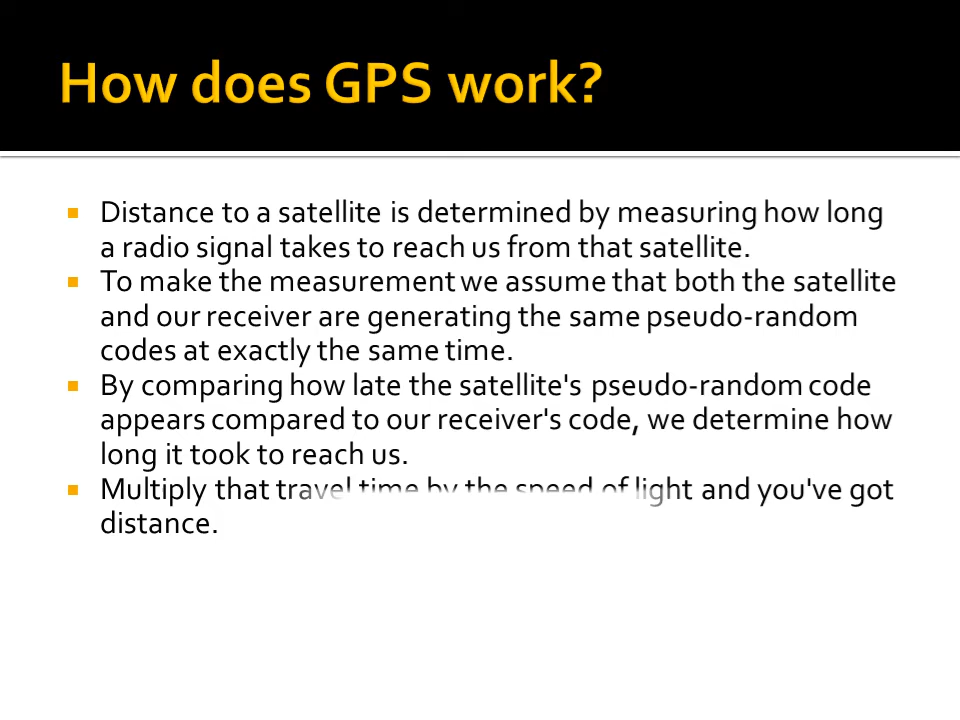 How does GPS work?
Distance to a satellite is determined by measuring how long
a radio signal takes to reach us from that satellite.
To make the measurement we assume that both the satellite
and our receiver are generating the same pseudo-random
codes at exactly the same time.
By comparing how late the satellite's pseudo-random code
appears compared to our receiver's code, we determine how
long it took to reach us.
Multiply that travel time by the speed of light and you've got
distance.